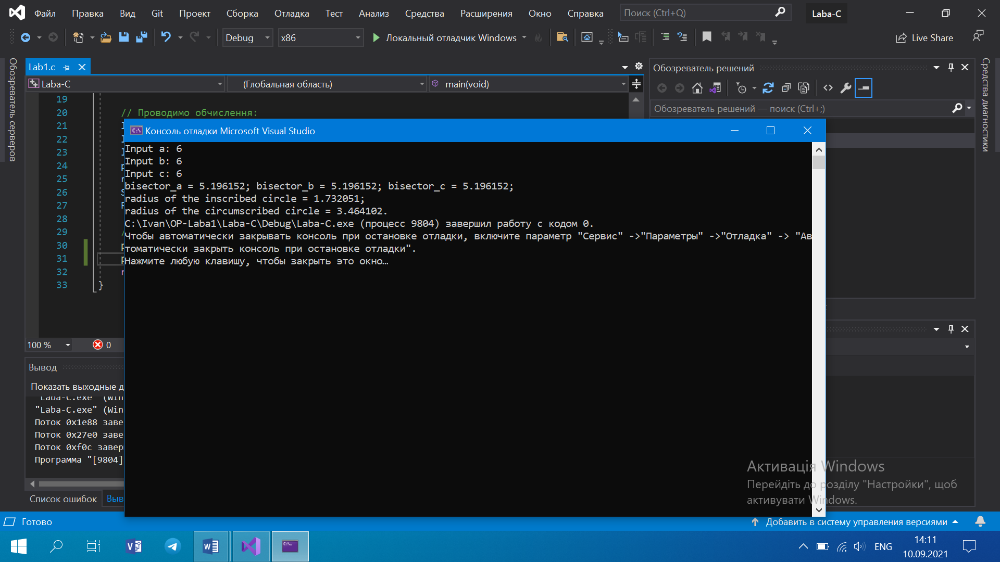 Файл Правка Вид Git Проект Сборка Отладка Тест Анализ Средства Расширения Окно Справка Поиск (Ctrl+Q) Laba-C
Debug x86 Локальный отладчик Windows Live Share
Обозреватель серверов
Lab1.c
Laba-C (Глобальная область) main(void)
19
20 // Проводимо обчислення:
21
22
23
24
25
26
27
28
29
30
31
32
33 }
100 % 0
Обозреватель решений
Обозреватель решений — поиск (Ctrl+;)
Средства диагностики
Консоль отладки Microsoft Visual Studio
Input a: 6
Input b: 6
Input c: 6
bisector_a = 5.196152; bisector_b = 5.196152; bisector_c = 5.196152;
radius of the inscribed circle = 1.732051;
radius of the circumscribed circle = 3.464102.
C:\Ivan\OP-Laba1\Laba-C\Debug\Laba-C.exe (процесс 9804) завершил работу с кодом 0.
Чтобы автоматически закрывать консоль при остановке отладки, включите параметр "Сервис" ->"Параметры" ->"Отладка" -> "Ав
томатически закрыть консоль при остановке отладки".
Нажмите любую клавишу, чтобы закрыть это окно…
Вывод
Показать выходные д
"Laba-C.exe" (Win
"Laba-C.exe" (Win
Поток 0x1e88 заве
Поток 0x27e0 заве
Поток 0xf0c завер
Программа "[9804]
Список ошибок Выв
Активація Windows
Перейдіть до розділу "Настройки", щоб
активувати Windows.
Готово Добавить в систему управления версиями
ENG 14:11
10.09.2021